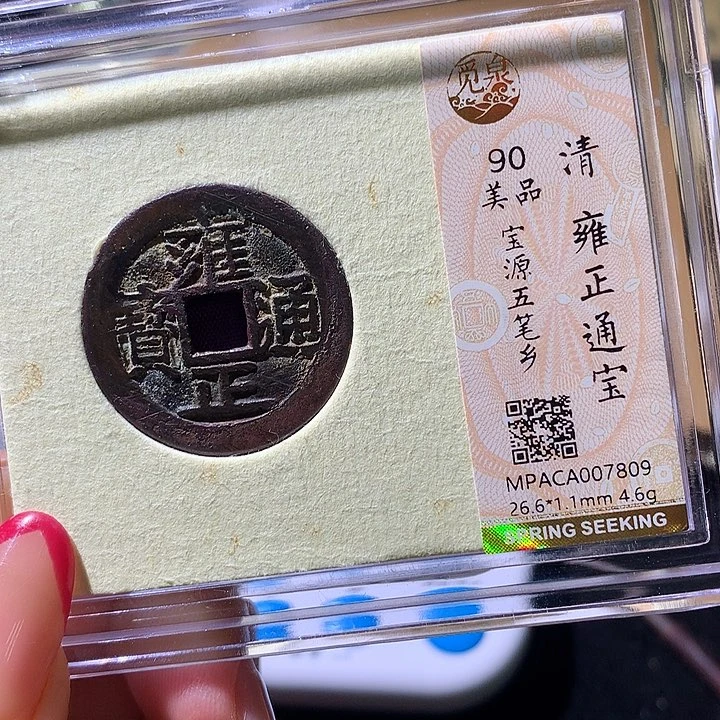 雍正通寶
觅泉
清 雍正通宝
90
美品
宝源五笔乡
MPACA007809
26.6*1.1mm 4.6g
SPRING SEEKING